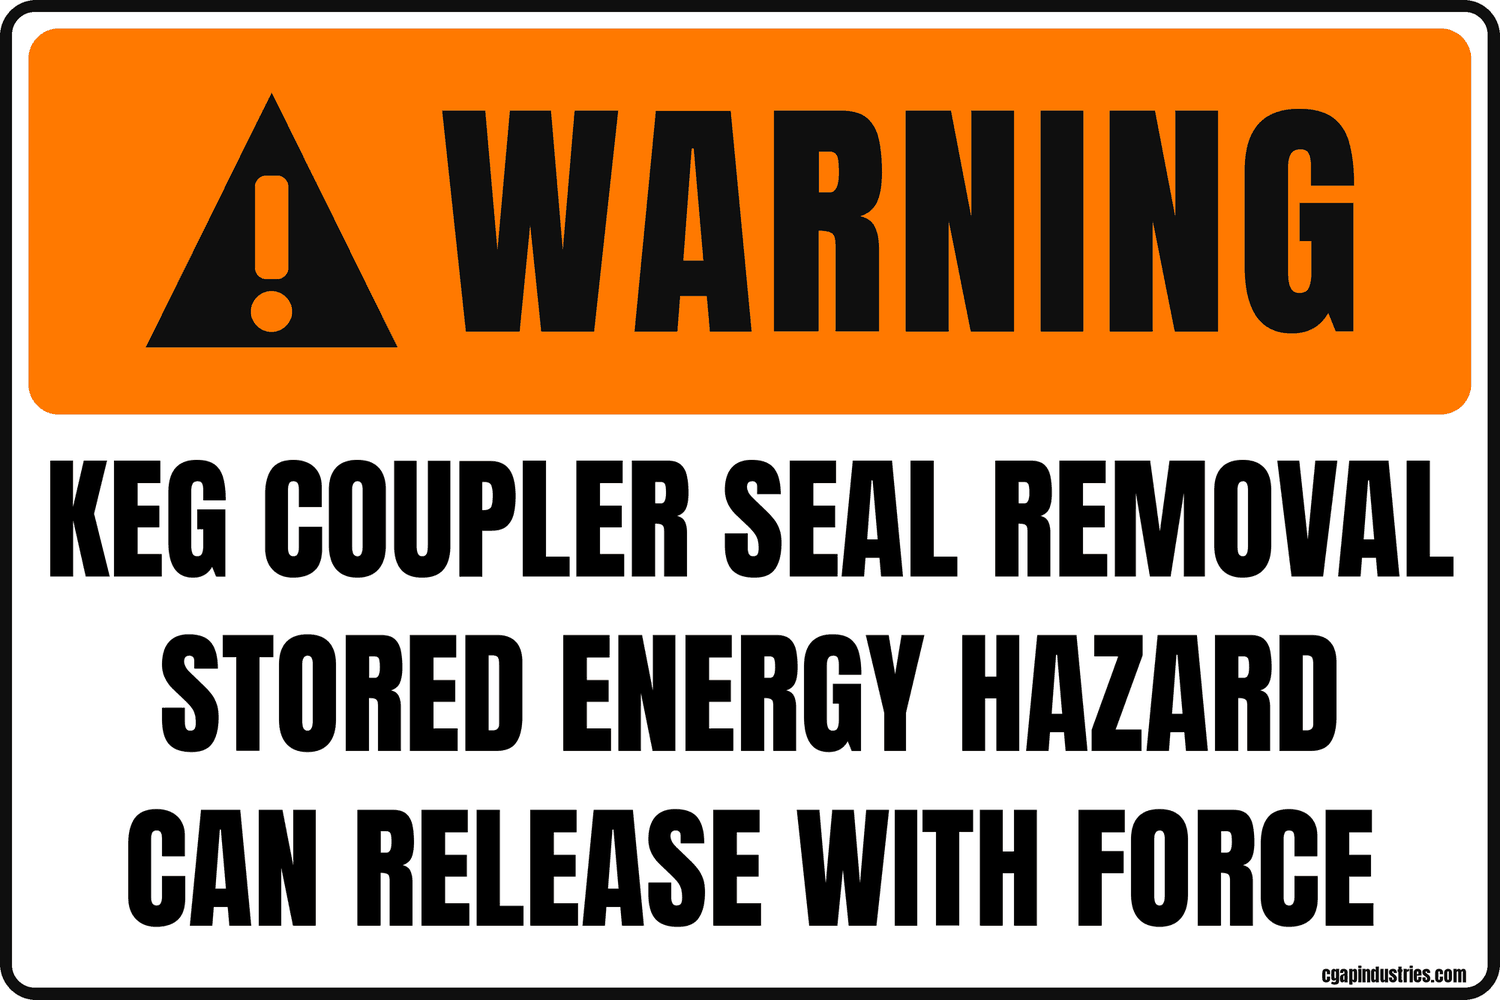 WARNING
KEG COUPLER SEAL REMOVAL
STORED ENERGY HAZARD
CAN RELEASE WITH FORCE
cgapindustries.com